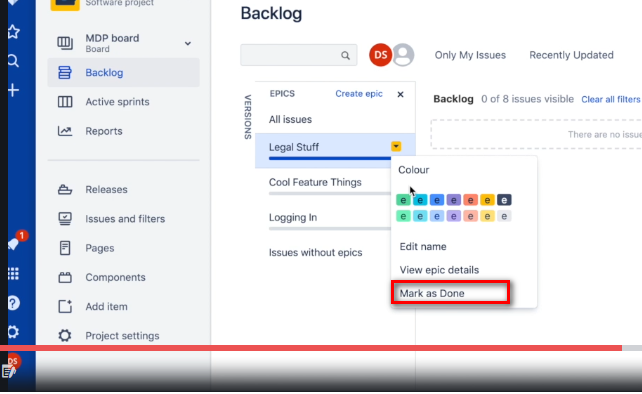 Software project
Backlog
MDP board
Board
DS
Only My Issues
Recently Updated
Backlog
EPICS
Create epic
x
VERSIONS
Backlog 0 of 8 issues visible Clear all filters
Active sprints
All issues
Reports
There are no issue
Legal Stuff
Colour
Cool Feature Things
Releases
e e e e e e e
e e e e e e e
Issues and filters
Logging In
1
Pages
Issues without epics
Edit name
View epic details
Components
Mark as Done
Add item
?
Project settings
DS